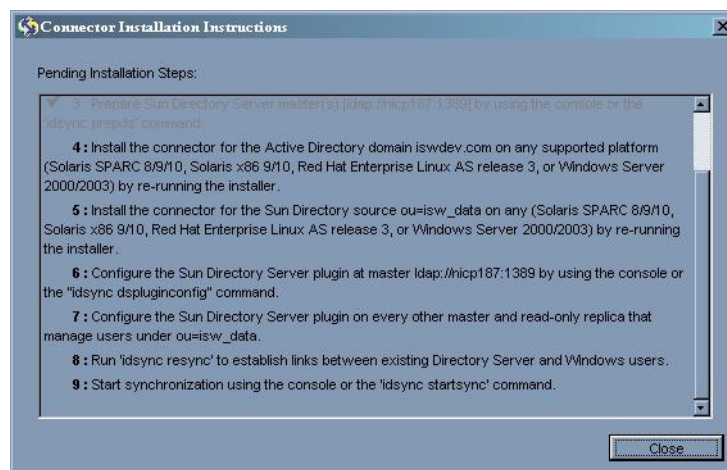 Connector Installation Instructions
Pending Installation Steps:
3. Prepare Sun Directory Server master(s) [ldap://nicp187:1389] by using the console or the
'idsync prepds' command.
4 : Install the connector for the Active Directory domain iswdev.com on any supported platform
(Solaris SPARC 8/9/10, Solaris x86 9/10, Red Hat Enterprise Linux AS release 3, or Windows Server
2000/2003) by re-running the installer.
5 : Install the connector for the Sun Directory source ou=isw_data on any (Solaris SPARC 8/9/10,
Solaris x86 9/10, Red Hat Enterprise Linux AS release 3, or Windows Server 2000/2003) by re-running
the installer.
6 : Configure the Sun Directory Server plugin at master ldap://nicp187:1389 by using the console or
the "idsync dspluginconfig" command.
7 : Configure the Sun Directory Server plugin on every other master and read-only replica that
manage users under ou=isw_data.
8 : Run 'idsync resync' to establish links between existing Directory Server and Windows users.
9 : Start synchronization using the console or the 'idsync startsync' command.
Close